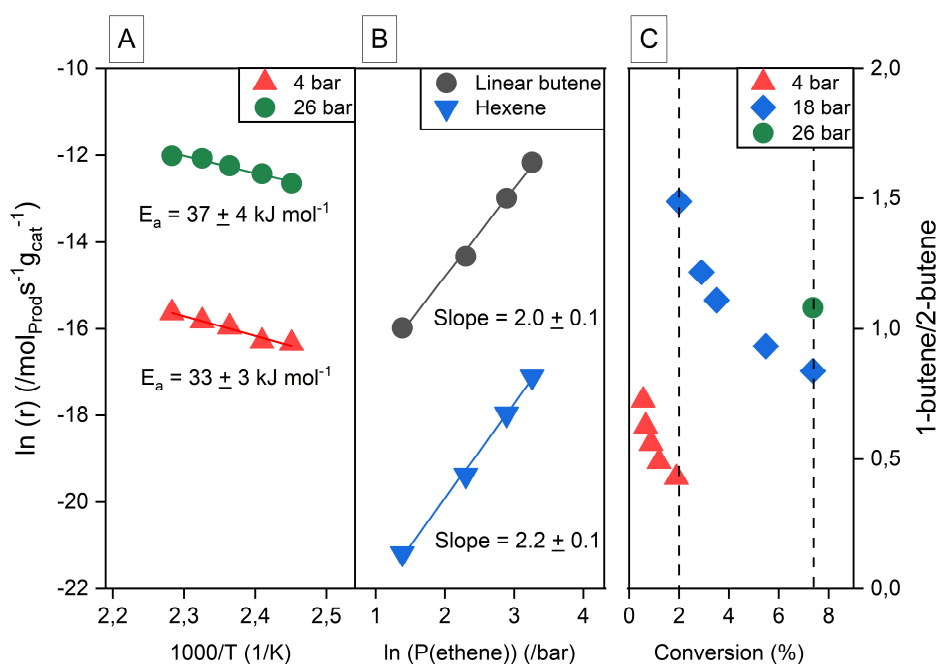 A
B
C
-10
-12
-14
-16
-18
-20
-22
ln (r) (/mol_Prod s⁻¹ g_cat⁻¹)
4 bar
26 bar
E_a = 37 ± 4 kJ mol⁻¹
E_a = 33 ± 3 kJ mol⁻¹
2,2 2,3 2,4 2,5
1000/T (1/K)
Linear butene
Hexene
Slope = 2.0 ± 0.1
Slope = 2.2 ± 0.1
1 2 3 4
ln (P(ethene)) (/bar)
4 bar
18 bar
26 bar
0 2 4 6 8
Conversion (%)
2,0
1,5
1,0
0,5
0,0
1-butene/2-butene